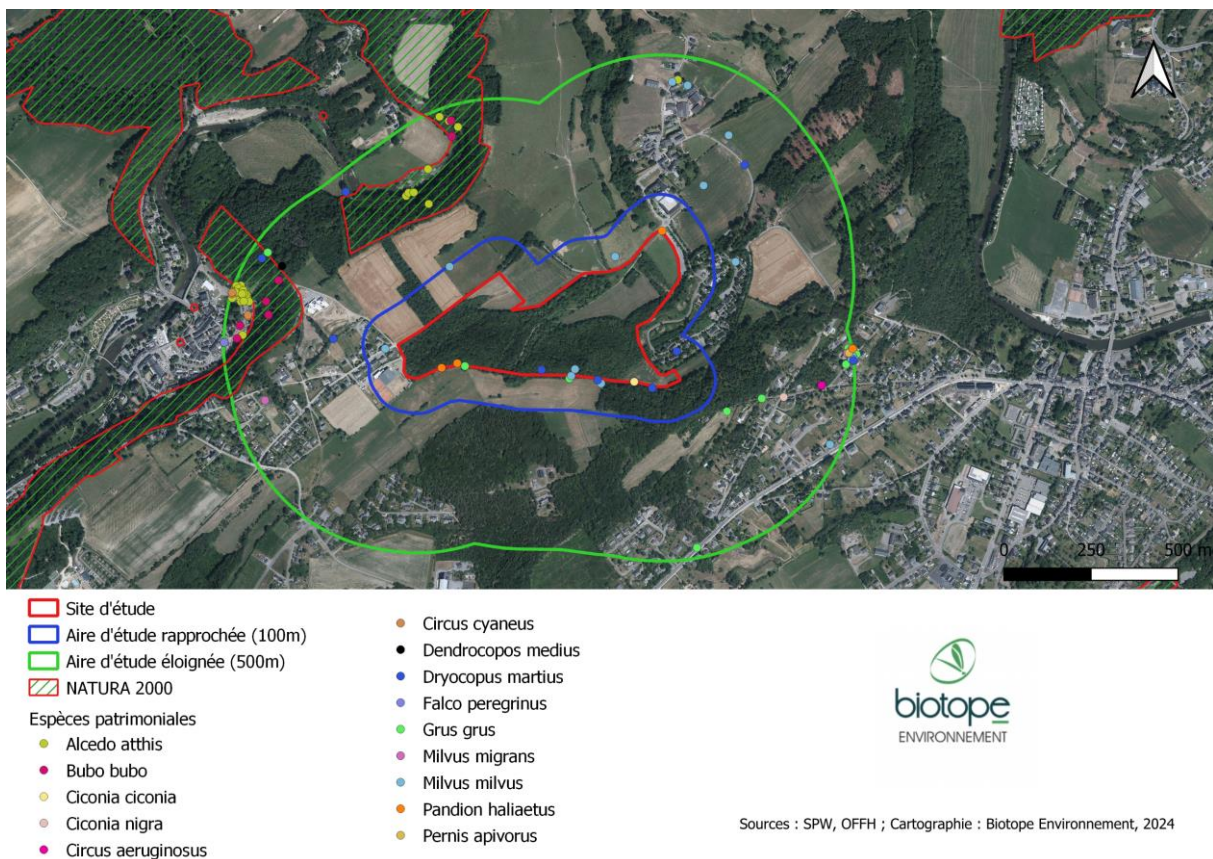 0 250 500 m
Site d'étude
Aire d'étude rapprochée (100m)
Aire d'étude éloignée (500m)
NATURA 2000
Espèces patrimoniales
Alcedo atthis
Bubo bubo
Ciconia ciconia
Ciconia nigra
Circus aeruginosus
Circus cyaneus
Dendrocopos medius
Dryocopus martius
Falco peregrinus
Grus grus
Milvus migrans
Milvus milvus
Pandion haliaetus
Pernis apivorus
biotope
ENVIRONNEMENT
Sources : SPW, OFFH ; Cartographie : Biotope Environnement, 2024